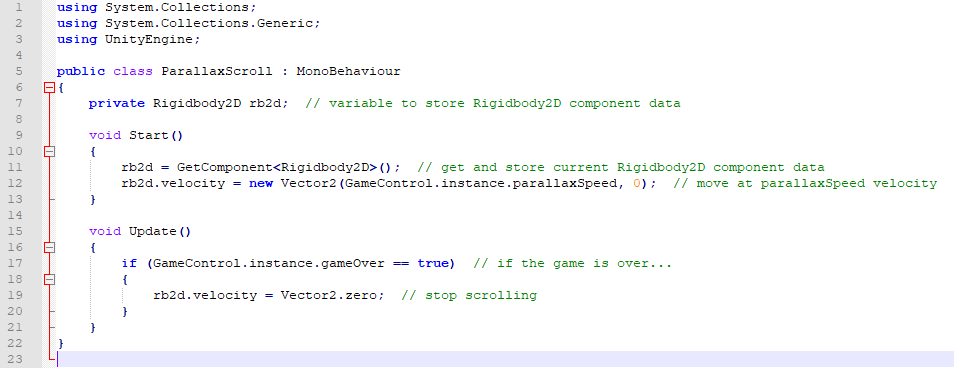 1 using System.Collections;
2 using System.Collections.Generic;
3 using UnityEngine;
4
5 public class ParallaxScroll : MonoBehaviour
6 {
7     private Rigidbody2D rb2d;  // variable to store Rigidbody2D component data
8
9     void Start()
10     {
11         rb2d = GetComponent<Rigidbody2D>();  // get and store current Rigidbody2D component data
12         rb2d.velocity = new Vector2(GameControl.instance.parallaxSpeed, 0);  // move at parallaxSpeed velocity
13     }
14
15     void Update()
16     {
17         if (GameControl.instance.gameOver == true)  // if the game is over...
18         {
19             rb2d.velocity = Vector2.zero;  // stop scrolling
20         }
21     }
22 }
23